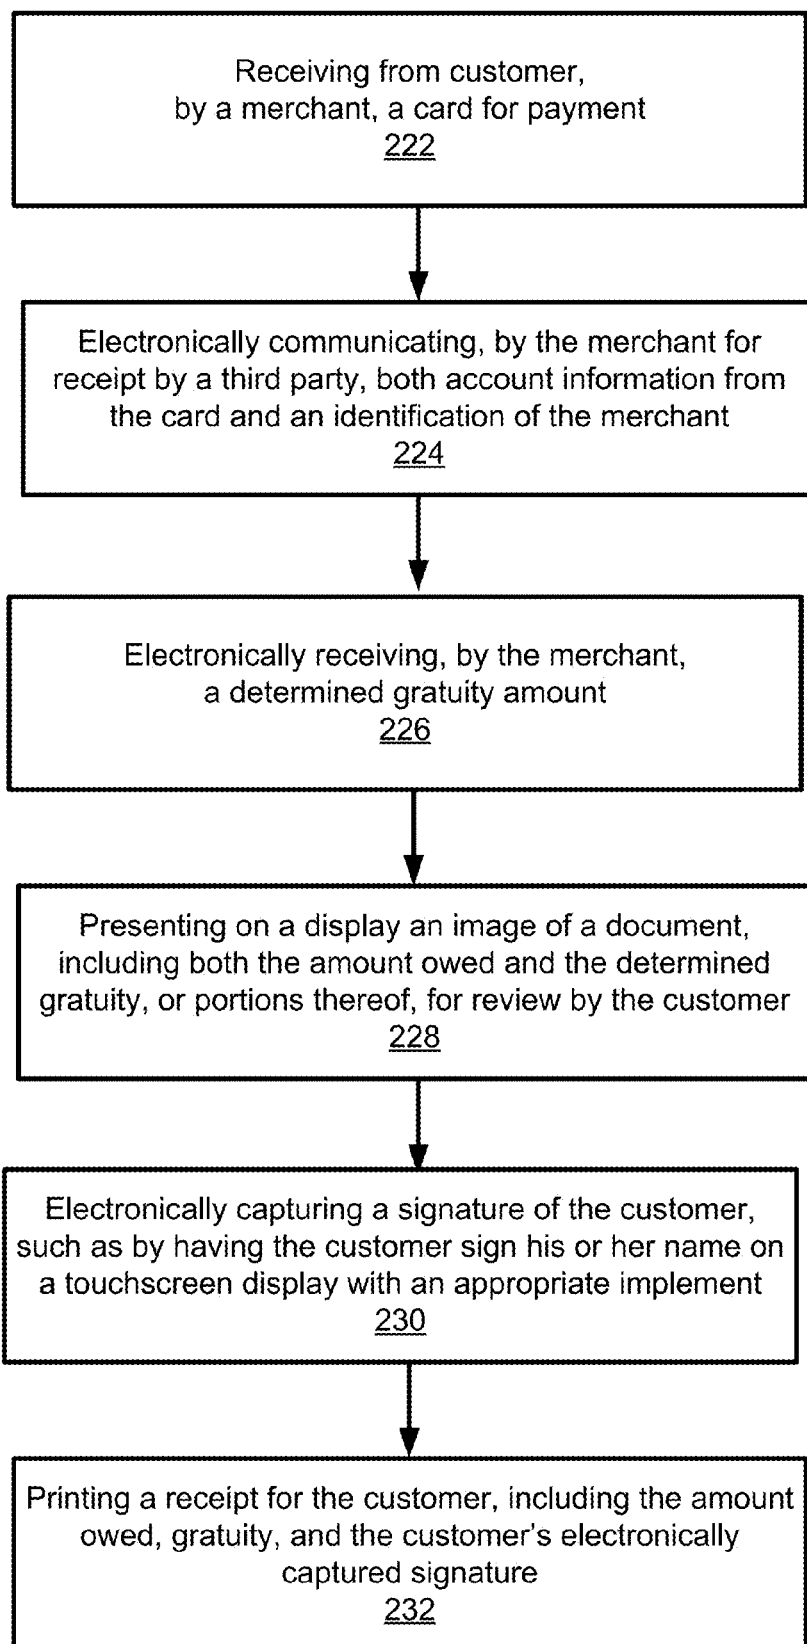 Receiving from customer,
by a merchant, a card for payment
222
Electronically communicating, by the merchant for
receipt by a third party, both account information from
the card and an identification of the merchant
224
Electronically receiving, by the merchant,
a determined gratuity amount
226
Presenting on a display an image of a document,
including both the amount owed and the determined
gratuity, or portions thereof, for review by the customer
228
Electronically capturing a signature of the customer,
such as by having the customer sign his or her name on
a touchscreen display with an appropriate implement
230
Printing a receipt for the customer, including the amount
owed, gratuity, and the customer's electronically
captured signature
232